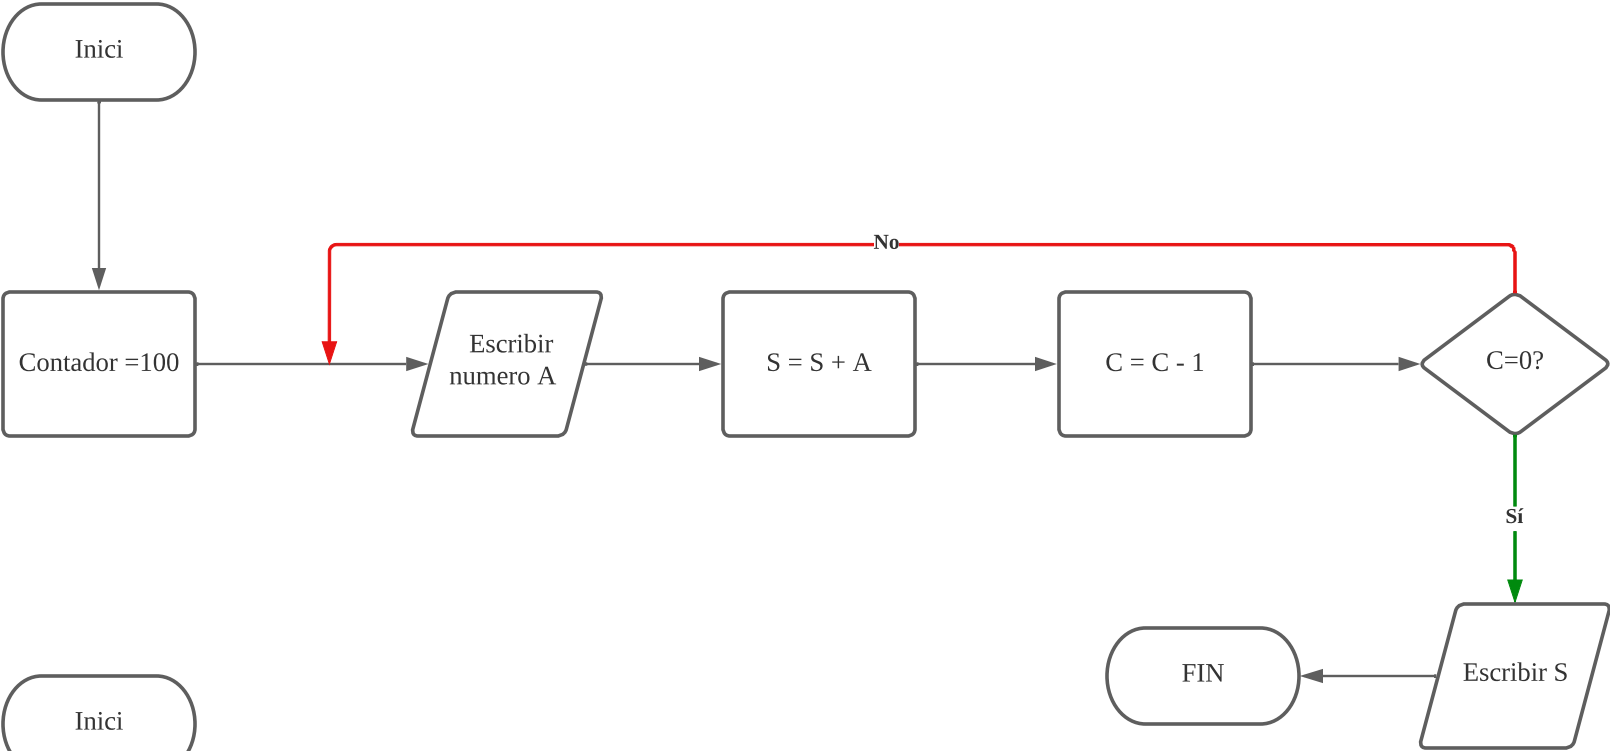 Inici
No
Contador =100
Escribir
numero A
S = S + A
C = C - 1
C=0?
Sí
Escribir S
FIN
Inici